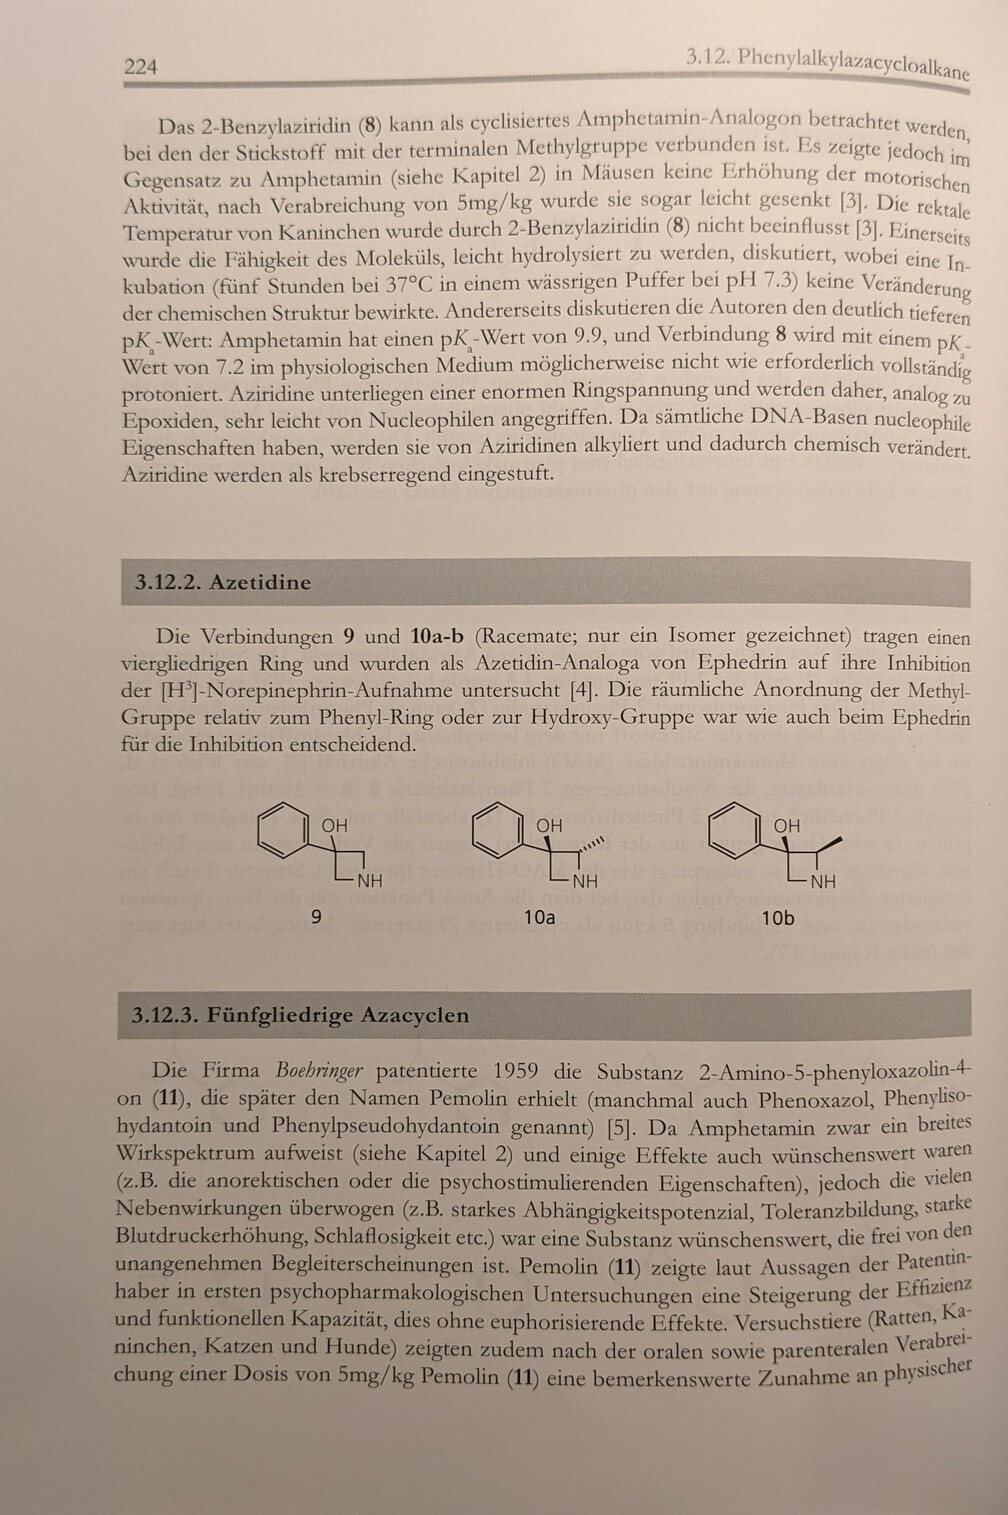 224
3.12. Phenylalkylazacycloalkane
Das 2-Benzylaziridin (8) kann als cyclisiertes Amphetamin-Analogon betrachtet werden,
bei den der Stickstoff mit der terminalen Methylgruppe verbunden ist. Es zeigte jedoch im
Gegensatz zu Amphetamin (siehe Kapitel 2) in Mäusen keine Erhöhung der motorischen
Aktivität, nach Verabreichung von 5mg/kg wurde sie sogar leicht gesenkt [3]. Die rektale
Temperatur von Kaninchen wurde durch 2-Benzylaziridin (8) nicht beeinflusst [3]. Einerseits
wurde die Fähigkeit des Moleküls, leicht hydrolysiert zu werden, diskutiert, wobei eine In-
kubation (fünf Stunden bei 37°C in einem wässrigen Puffer bei pH 7.3) keine Veränderung
der chemischen Struktur bewirkte. Andererseits diskutieren die Autoren den deutlich tieferen
pKa-Wert: Amphetamin hat einen pKa-Wert von 9.9, und Verbindung 8 wird mit einem pKa-
Wert von 7.2 im physiologischen Medium möglicherweise nicht wie erforderlich vollständig
protoniert. Aziridine unterliegen einer enormen Ringspannung und werden daher, analog zu
Epoxiden, sehr leicht von Nucleophilen angegriffen. Da sämtliche DNA-Basen nucleophile
Eigenschaften haben, werden sie von Aziridinen alkyliert und dadurch chemisch verändert.
Aziridine werden als krebserregend eingestuft.
3.12.2. Azetidine
Die Verbindungen 9 und 10a-b (Racemate; nur ein Isomer gezeichnet) tragen einen
viergliedrigen Ring und wurden als Azetidin-Analoga von Ephedrin auf ihre Inhibition
der [H³]-Norepinephrin-Aufnahme untersucht [4]. Die räumliche Anordnung der Methyl-
Gruppe relativ zum Phenyl-Ring oder zur Hydroxy-Gruppe war wie auch beim Ephedrin
für die Inhibition entscheidend.
OH OH OH
NH NH NH
9 10a 10b
3.12.3. Fünfgliedrige Azacyclen
Die Firma Boehringer patentierte 1959 die Substanz 2-Amino-5-phenyloxazolin-4-
on (11), die später den Namen Pemolin erhielt (manchmal auch Phenoxazol, Phenyliso-
hydantoin und Phenylpseudohydantoin genannt) [5]. Da Amphetamin zwar ein breites
Wirkspektrum aufweist (siehe Kapitel 2) und einige Effekte auch wünschenswert waren
(z.B. die anorektischen oder die psychostimulierenden Eigenschaften), jedoch die vielen
Nebenwirkungen überwogen (z.B. starkes Abhängigkeitspotenzial, Toleranzbildung, starke
Blutdruckerhöhung, Schlaflosigkeit etc.) war eine Substanz wünschenswert, die frei von den
unangenehmen Begleiterscheinungen ist. Pemolin (11) zeigte laut Aussagen der Patentin-
haber in ersten psychopharmakologischen Untersuchungen eine Steigerung der Effizienz
und funktionellen Kapazität, dies ohne euphorisierende Effekte. Versuchstiere (Ratten, Ka-
ninchen, Katzen und Hunde) zeigten zudem nach der oralen sowie parenteralen Verabrei-
chung einer Dosis von 5mg/kg Pemolin (11) eine bemerkenswerte Zunahme an physischer